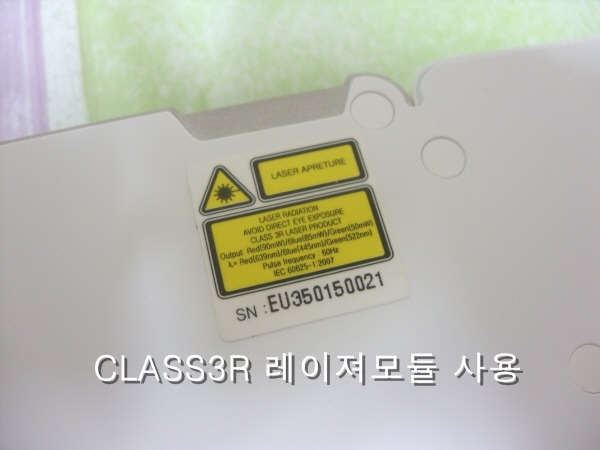 LASER APRETURE
LASER RADIATION
AVOID DIRECT EYE EXPOSURE
CLASS 3R LASER PRODUCT
Output: Red(90mW)/Blue(85mW)/Green(50mW)
λ= Red(639nm)/Blue(445nm)/Green(522nm)
Pulse frequency : 60Hz
IEC 60825-1:2007
SN : EU350150021
CLASS3R 레이져모듈 사용